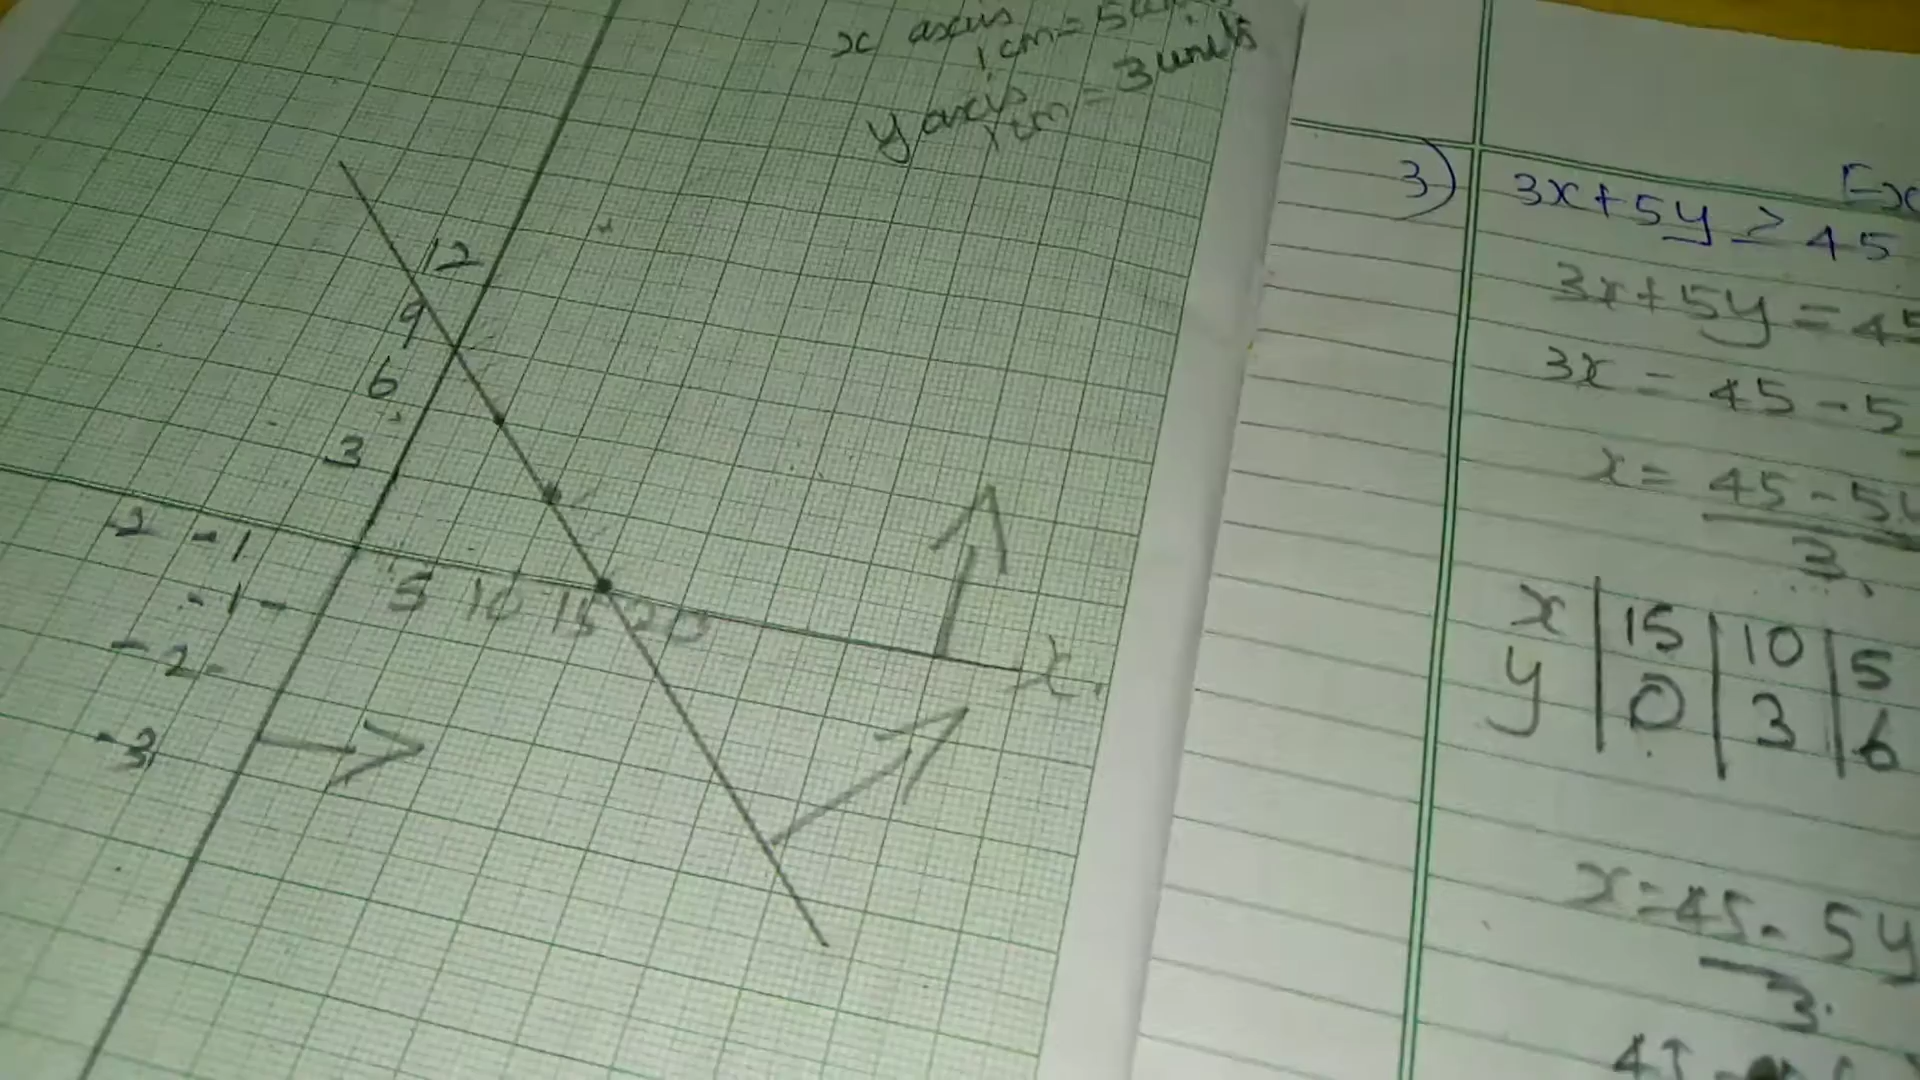 x axis
1 cm = 5
y axis
1 cm = 3 units
12
9
6
3
-2 -1
5 10 15 20
X
-1-
-2-
-3
3) 3x+5y ≥ 45
3x+5y = 45
3x = 45 - 5
x = 45 - 5y
3.
x | 15 | 10 | 5
y | 0 | 3 | 6
x = 45 - 5y
3.